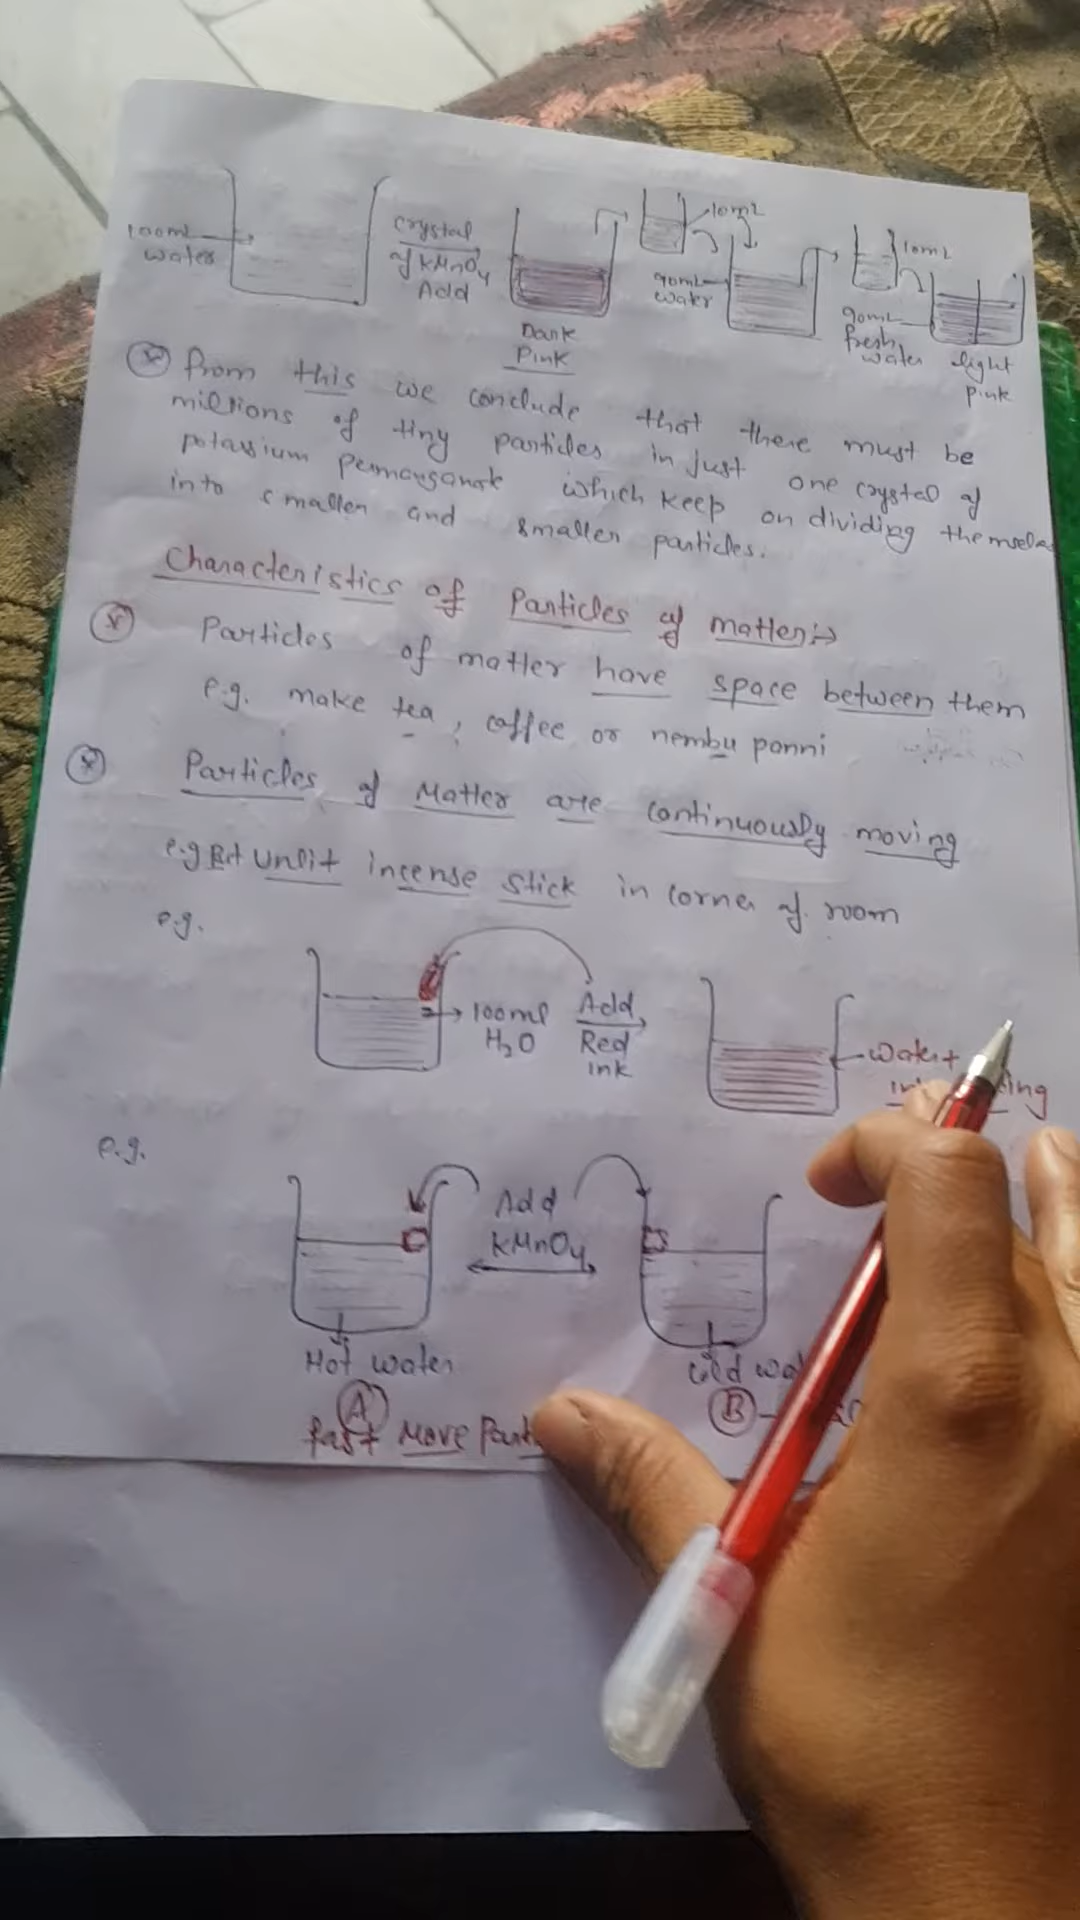 100mL
water
crystal
of KMnO4
Add
Dark
Pink
10mL
90mL
water
10mL
90mL
fresh
water
light
pink
from this we conclude that there must be
millions of tiny particles in just one crystal of
potassium permanganate which keep on dividing themselves
into smaller and smaller particles.
Characteristics of Particles of matter:→
Particles of matter have space between them
e.g. make tea, coffee or nembu panni
Particles of Matter are continuously moving
e.g Put Unlit incense stick in corner of room
e.g.
100ml
H2O
Add
Red
ink
water +
e.g.
Add
KMnO4
Hot water
A
fast Move
Cold
B